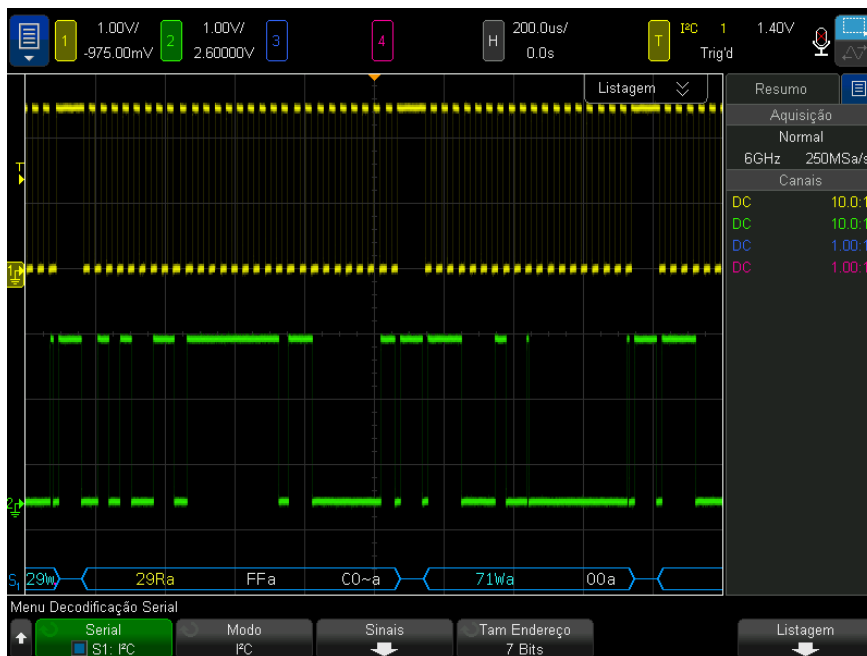 1 1.00V/ -975.00mV
2 1.00V/ 2.60000V
3
4
H 200.0us/ 0.0s
T I²C 1 1.40V
Trig'd
Listagem
Resumo
Aquisição
Normal
6GHz 250MSa/s
Canais
DC 10.0:1
DC 10.0:1
DC 1.00:1
DC 1.00:1
T
1
2
S1 29W 29Ra FFa C0~a 71Wa 00a
Menu Decodificação Serial
Serial
S1: I²C
Modo
I²C
Sinais
Tam Endereço
7 Bits
Listagem